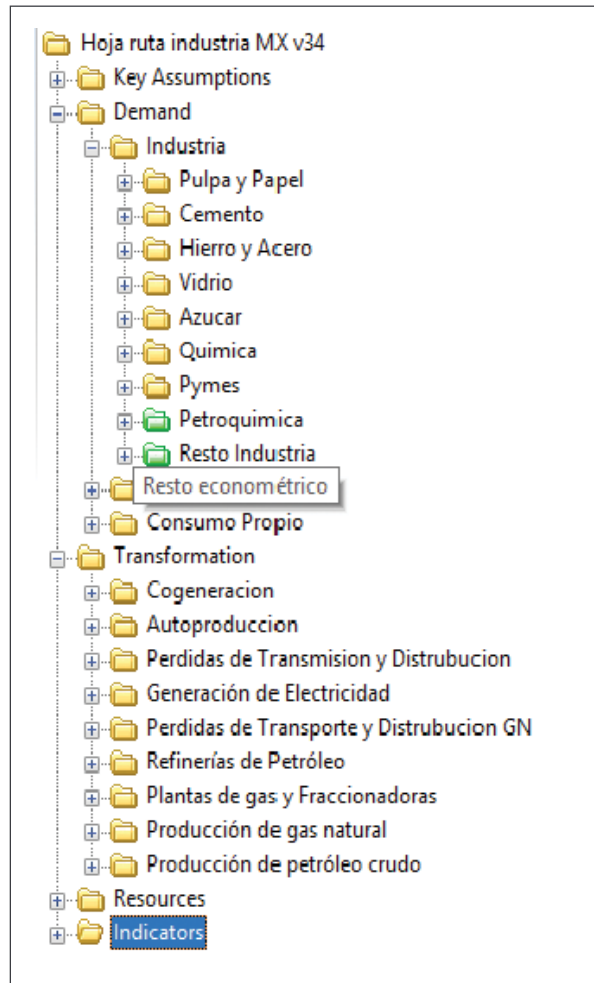 Hoja ruta industria MX v34
Key Assumptions
Demand
Industria
Pulpa y Papel
Cemento
Hierro y Acero
Vidrio
Azucar
Quimica
Pymes
Petroquimica
Resto Industria
Resto econométrico
Consumo Propio
Transformation
Cogeneracion
Autoproduccion
Perdidas de Transmision y Distrubucion
Generación de Electricidad
Perdidas de Transporte y Distrubucion GN
Refinerías de Petróleo
Plantas de gas y Fraccionadoras
Producción de gas natural
Producción de petróleo crudo
Resources
Indicators